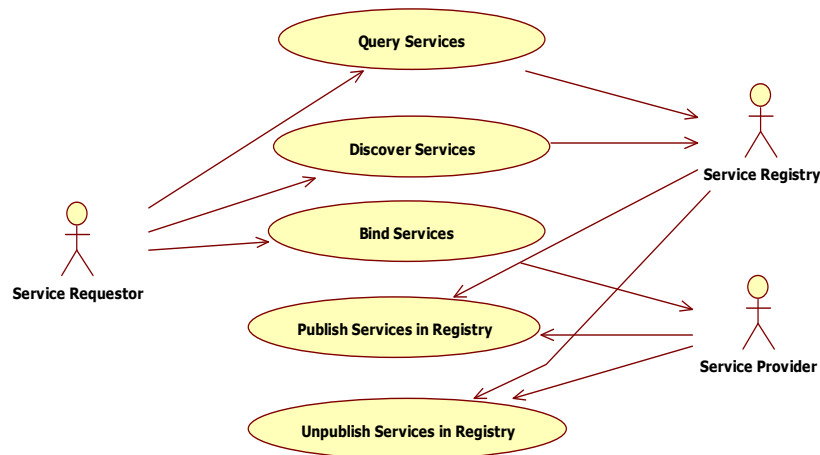 Query Services
Discover Services
Service Registry
Bind Services
Service Requestor
Publish Services in Registry
Service Provider
Unpublish Services in Registry